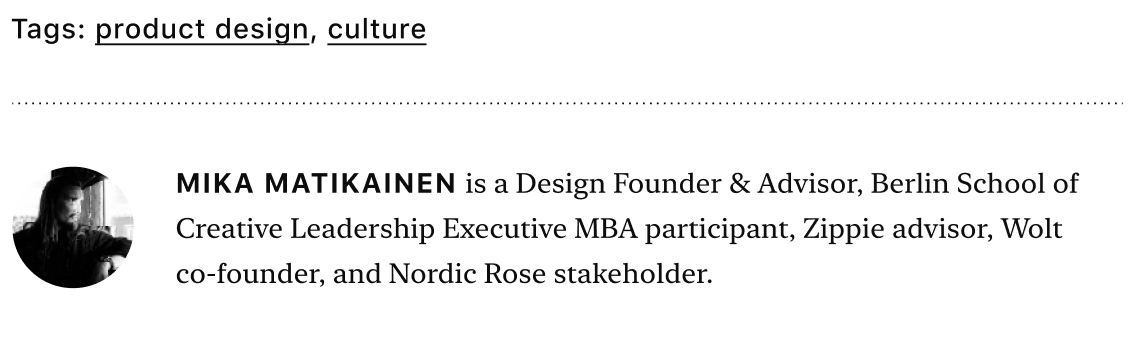 Tags: product design, culture
MIKA MATIKAINEN is a Design Founder & Advisor, Berlin School of
Creative Leadership Executive MBA participant, Zippie advisor, Wolt
co-founder, and Nordic Rose stakeholder.